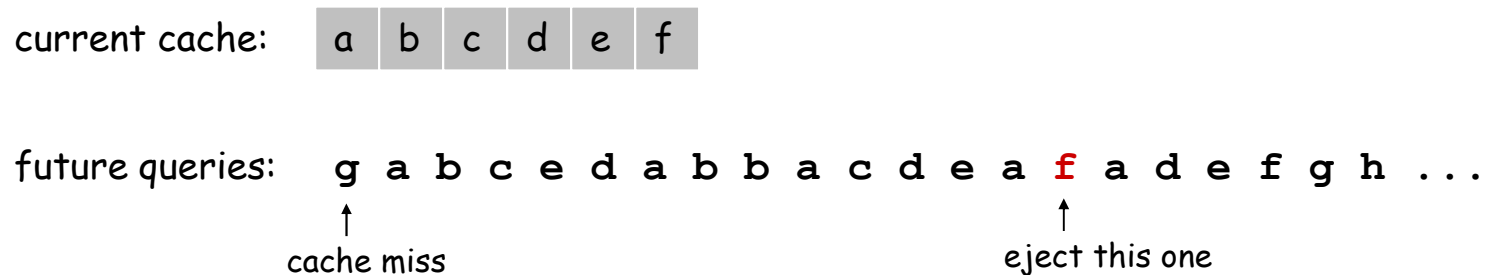 current cache: a b c d e f
future queries: g a b c e d a b b a c d e a f a d e f g h ...
cache miss
eject this one